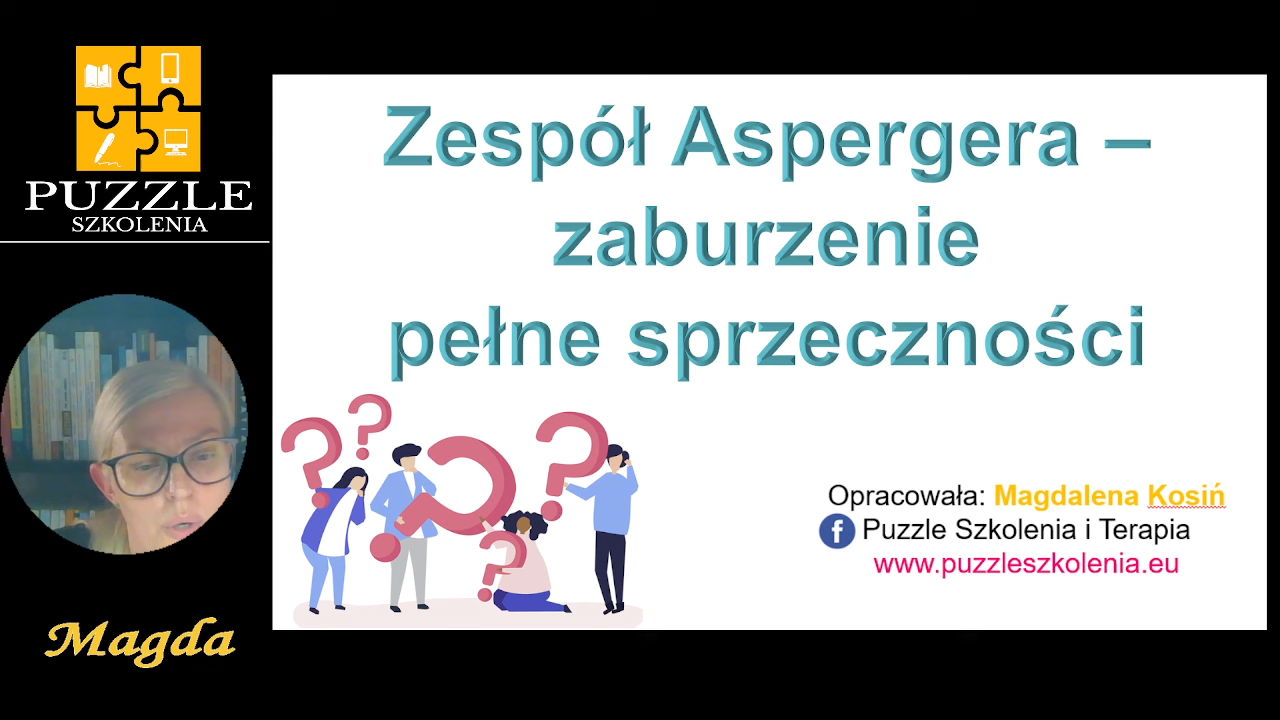 PUZZLE
SZKOLENIA
Magda
Zespół Aspergera –
zaburzenie
pełne sprzeczności
Opracowała: Magdalena Kosiń
f Puzzle Szkolenia i Terapia
www.puzzleszkolenia.eu